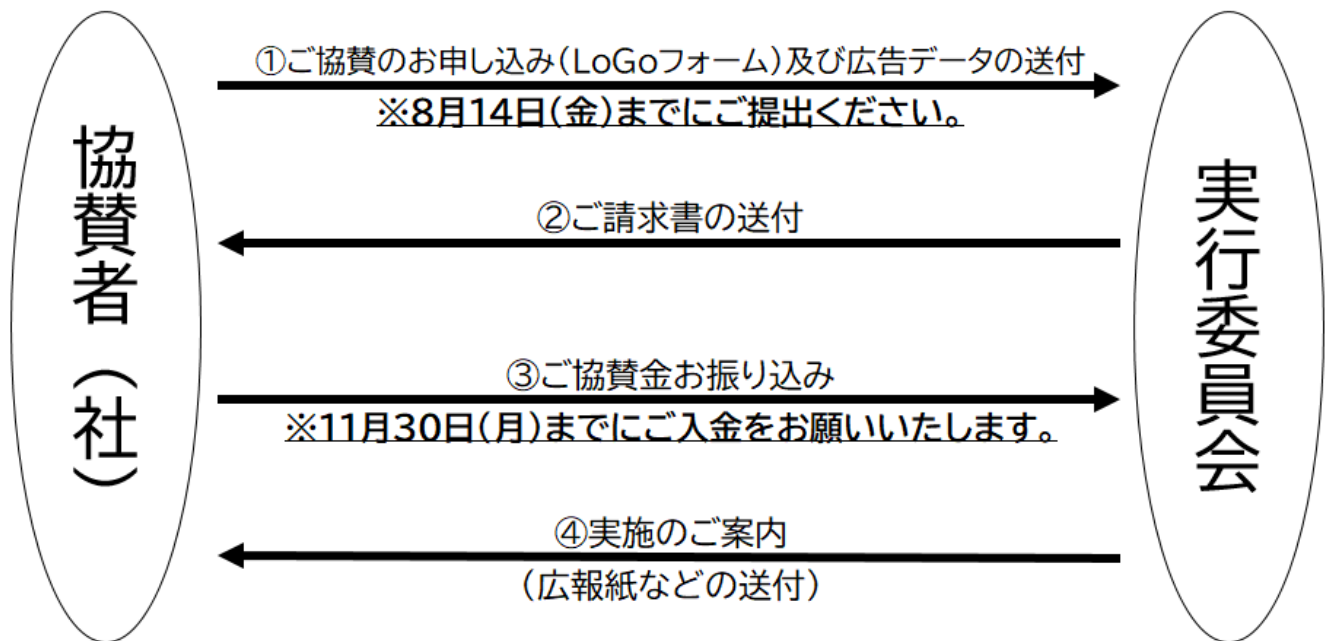 協賛者（社）
①ご協賛のお申し込み（LoGoフォーム）及び広告データの送付
※8月14日（金）までにご提出ください。
②ご請求書の送付
③ご協賛金お振り込み
※11月30日（月）までにご入金をお願いいたします。
④実施のご案内
（広報紙などの送付）
実行委員会